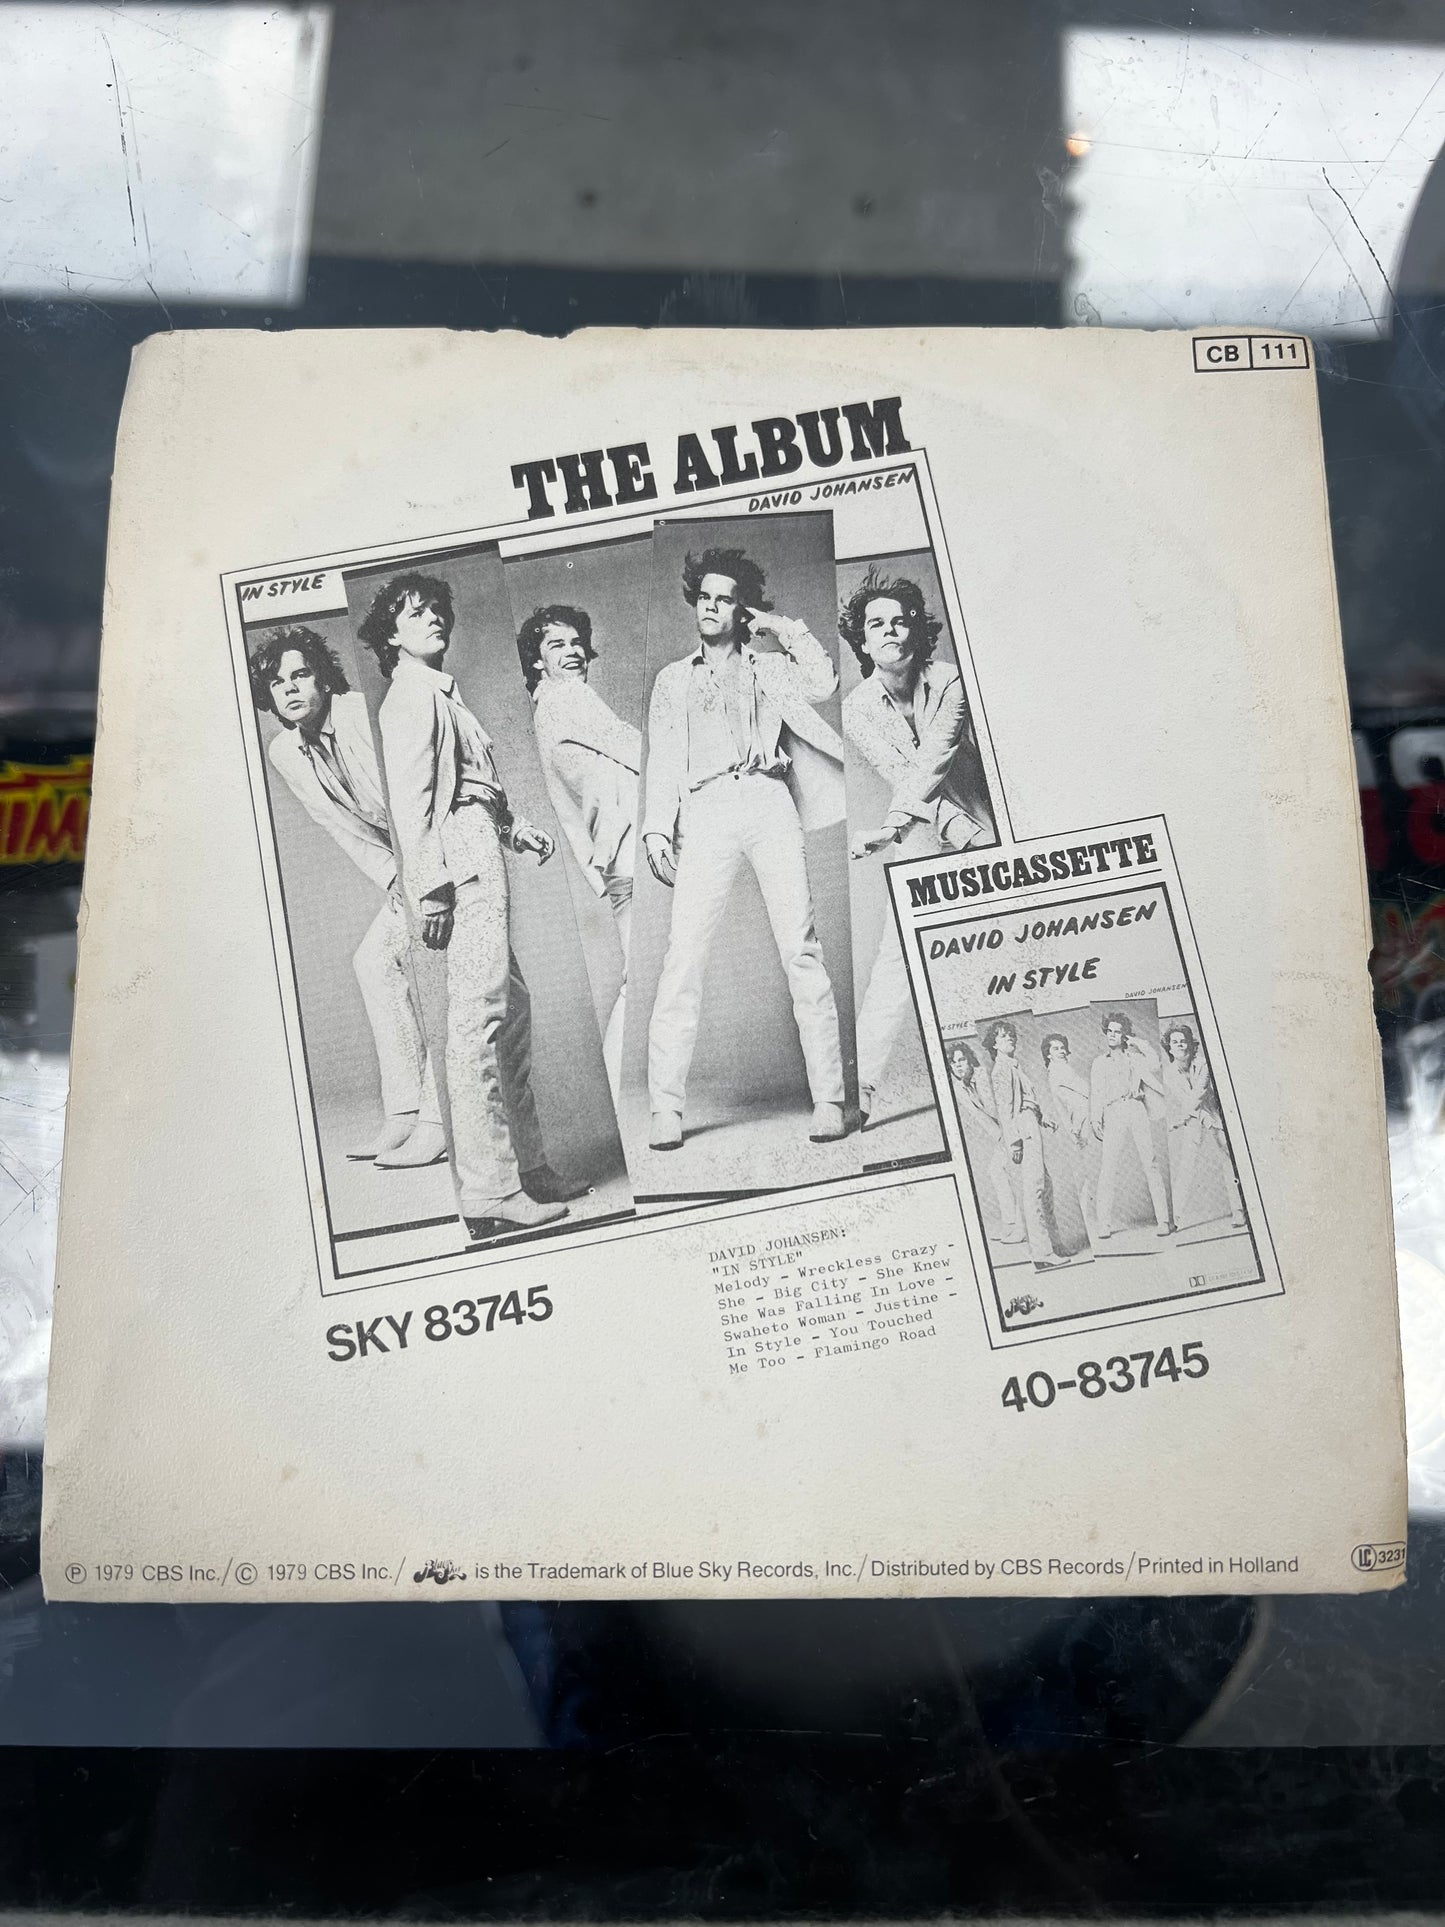 CB 111
THE ALBUM
DAVID JOHANSEN
IN STYLE
MUSICASSETTE
DAVID JOHANSEN
IN STYLE
DAVID JOHANSEN
IN STYLE
DAVID JOHANSEN:
"IN STYLE"
Melody - Wreckless Crazy -
She - Big City - She Knew
She Was Falling In Love -
Swaheto Woman - Justine -
In Style - You Touched
Me Too - Flamingo Road
SKY 83745
40-83745
Ⓟ 1979 CBS Inc./© 1979 CBS Inc./ Blue Sky is the Trademark of Blue Sky Records, Inc./Distributed by CBS Records/Printed in Holland
LC 3231